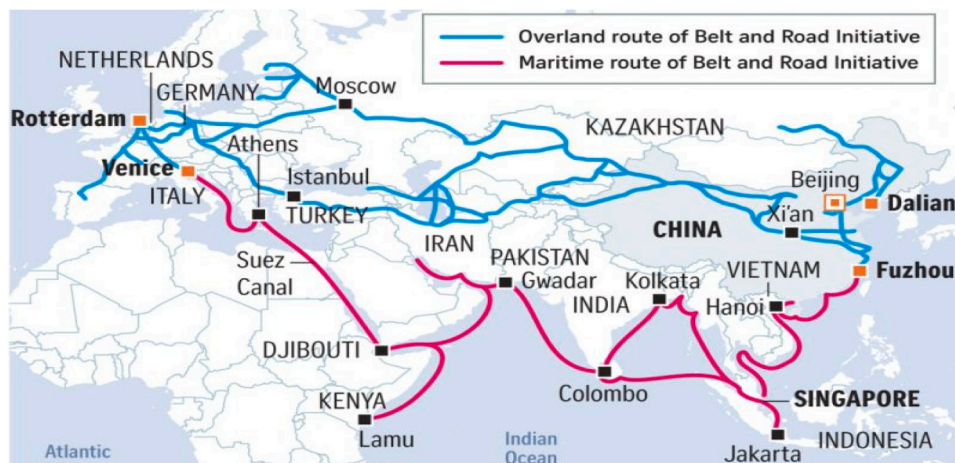 Overland route of Belt and Road Initiative
Maritime route of Belt and Road Initiative
NETHERLANDS
GERMANY
Moscow
Rotterdam
KAZAKHSTAN
Athens
Venice
Istanbul
Beijing
ITALY
TURKEY
Xi'an
Dalian
CHINA
IRAN
Suez
Canal
PAKISTAN
Gwadar
Kolkata
VIETNAM
Fuzhou
INDIA
Hanoi
DJIBOUTI
Colombo
SINGAPORE
KENYA
Lamu
Jakarta
INDONESIA
Atlantic
Indian
Ocean